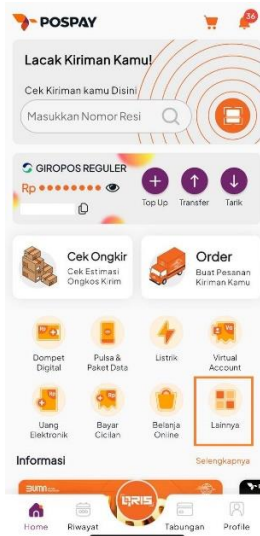 POSPAY
36
Lacak Kiriman Kamu!
Cek Kiriman kamu Disini
Masukkan Nomor Resi
GIROPOS REGULER
Rp
Top Up Transfer Tarik
Cek Ongkir
Cek Estimasi
Ongkos Kirim
Order
Buat Pesanan
Kiriman Kamu
Dompet
Digital
Pulsa &
Paket Data
Listrik
Virtual
Account
Uang
Elektronik
Bayar
Cicilan
Belanja
Online
Lainnya
Informasi
Selengkapnya
BUMN
QRIS
Home Riwayat Tabungan Profile